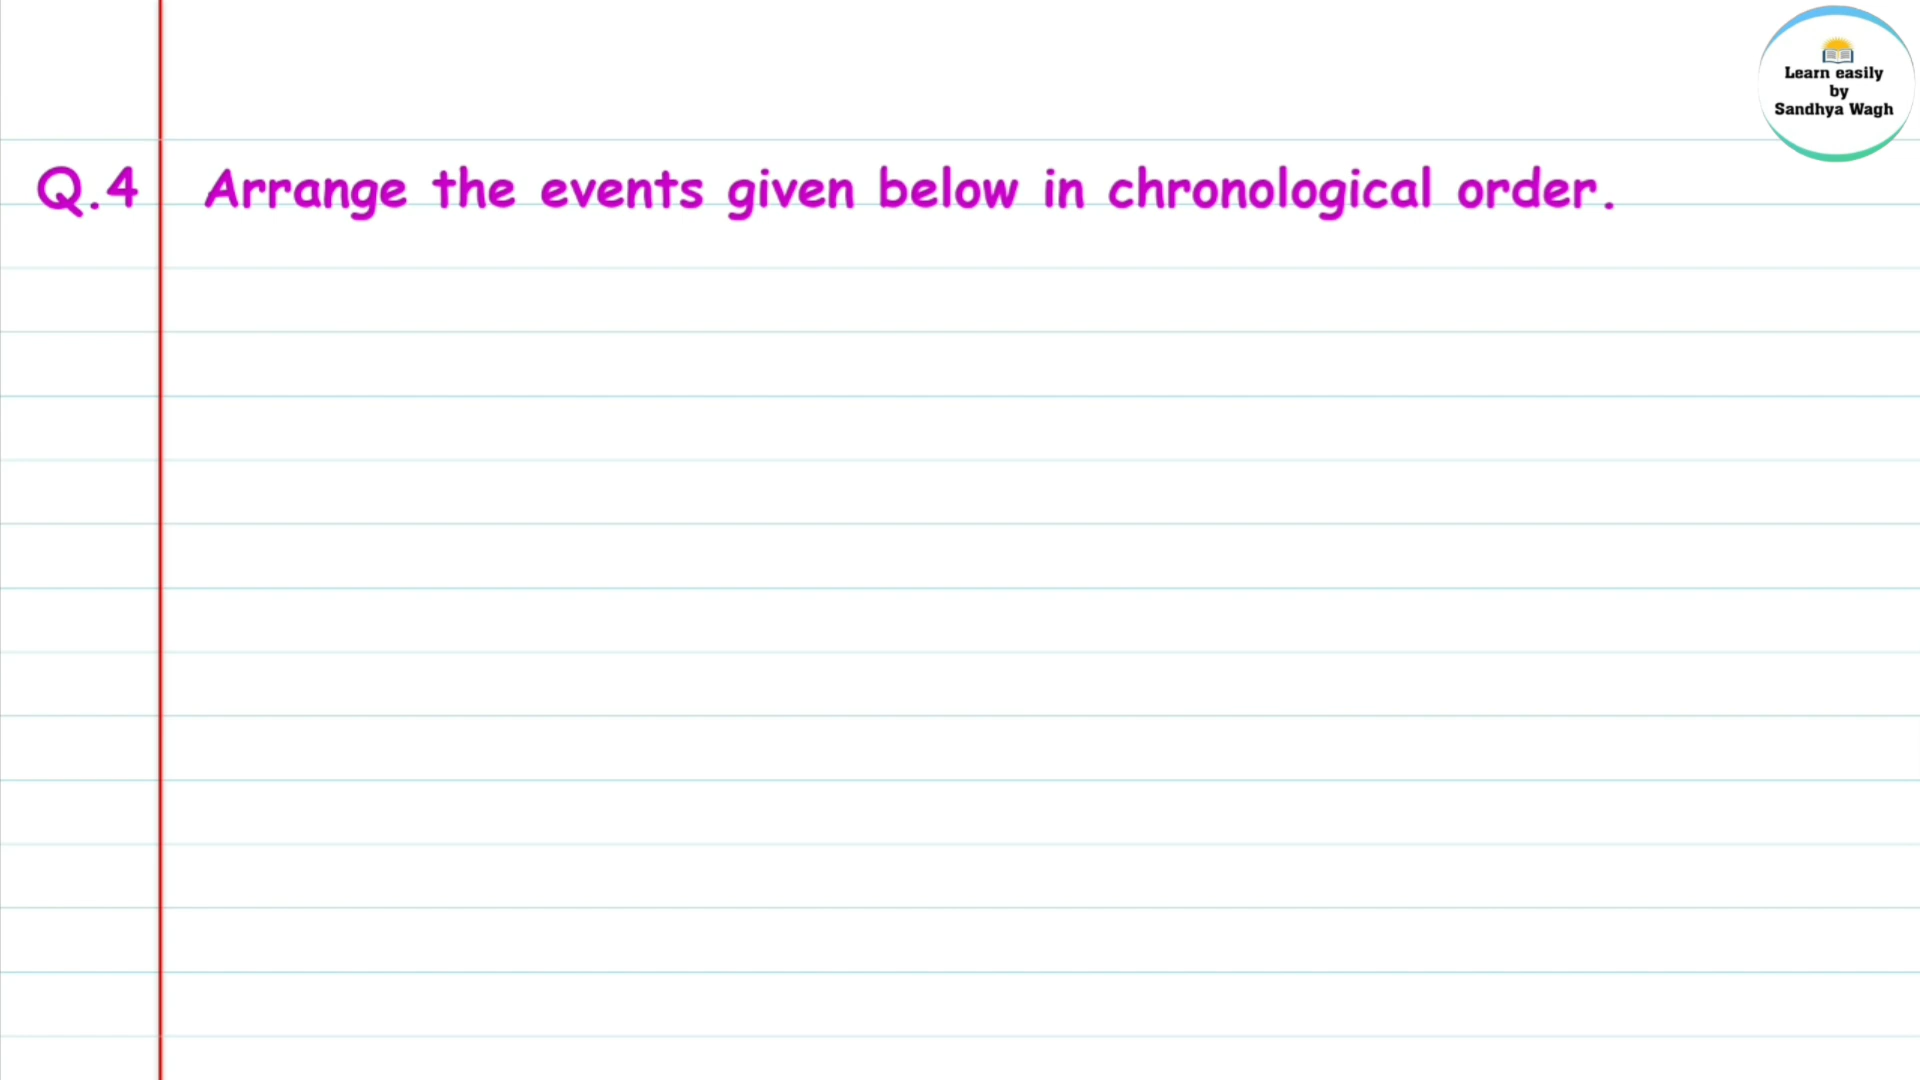 Learn easily
by
Sandhya Wagh
Q.4 Arrange the events given below in chronological order.